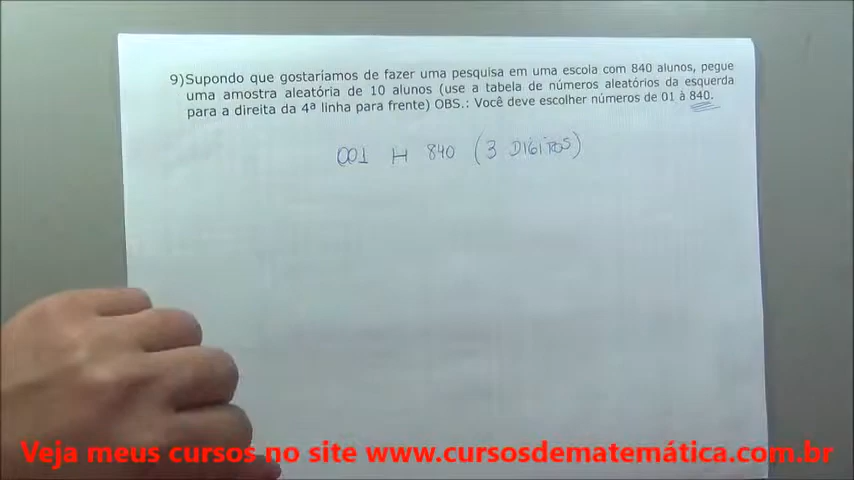 9)Supondo que gostaríamos de fazer uma pesquisa em uma escola com 840 alunos, pegue
uma amostra aleatória de 10 alunos (use a tabela de números aleatórios da esquerda
para a direita da 4ª linha para frente) OBS.: Você deve escolher números de 01 à 840.
001 H 840 (3 DIGITOS)
Veja meus cursos no site www.cursosdematematica.com.br